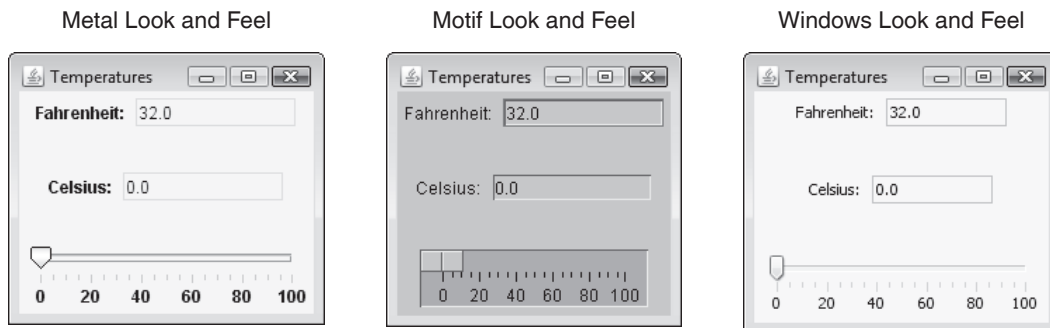 Metal Look and Feel
Motif Look and Feel
Windows Look and Feel
Temperatures
Fahrenheit: 32.0
Celsius: 0.0
0 20 40 60 80 100
Temperatures
Fahrenheit: 32.0
Celsius: 0.0
0 20 40 60 80 100
Temperatures
Fahrenheit: 32.0
Celsius: 0.0
0 20 40 60 80 100